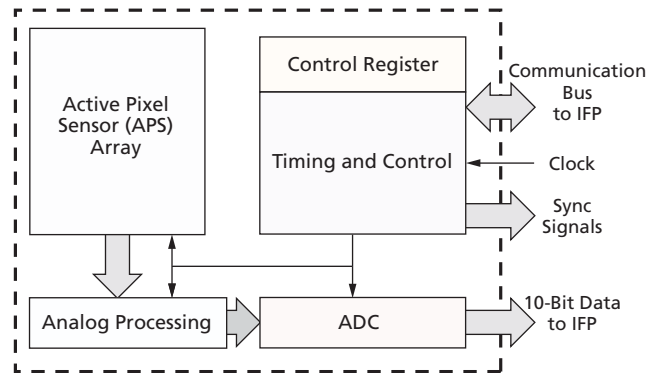 Active Pixel
Sensor (APS)
Array
Control Register
Timing and Control
Communication
Bus
to IFP
Clock
Sync
Signals
Analog Processing
ADC
10-Bit Data
to IFP